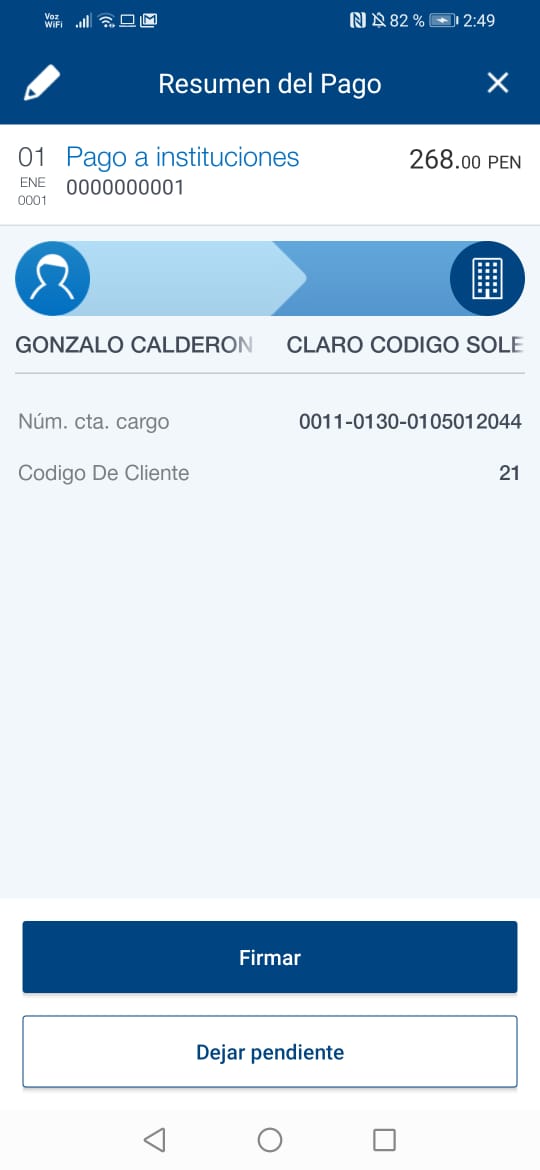 Voz WiFi 82 % 2:49
Resumen del Pago
01 Pago a instituciones 268.00 PEN
ENE 0000000001
0001
GONZALO CALDERON CLARO CODIGO SOLE
Núm. cta. cargo 0011-0130-0105012044
Codigo De Cliente 21
Firmar
Dejar pendiente